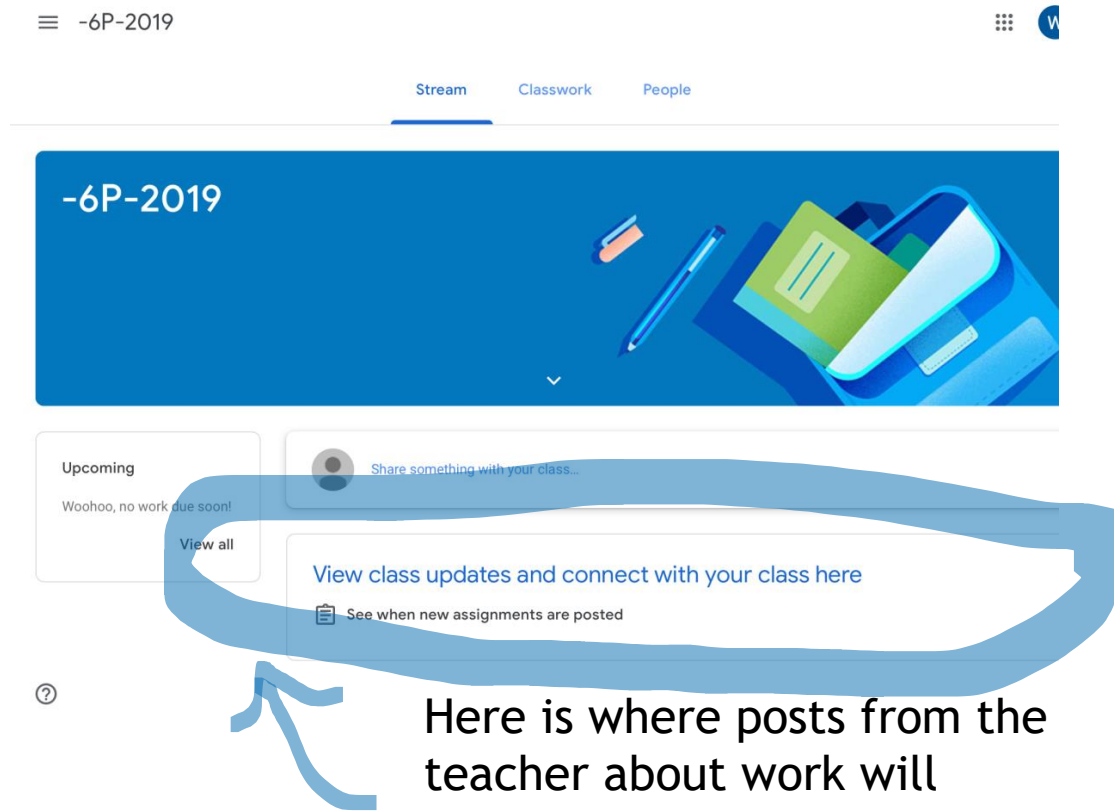 -6P-2019
W
Stream Classwork People
-6P-2019
Upcoming
Woohoo, no work due soon!
View all
Share something with your class...
View class updates and connect with your class here
See when new assignments are posted
Here is where posts from the
teacher about work will